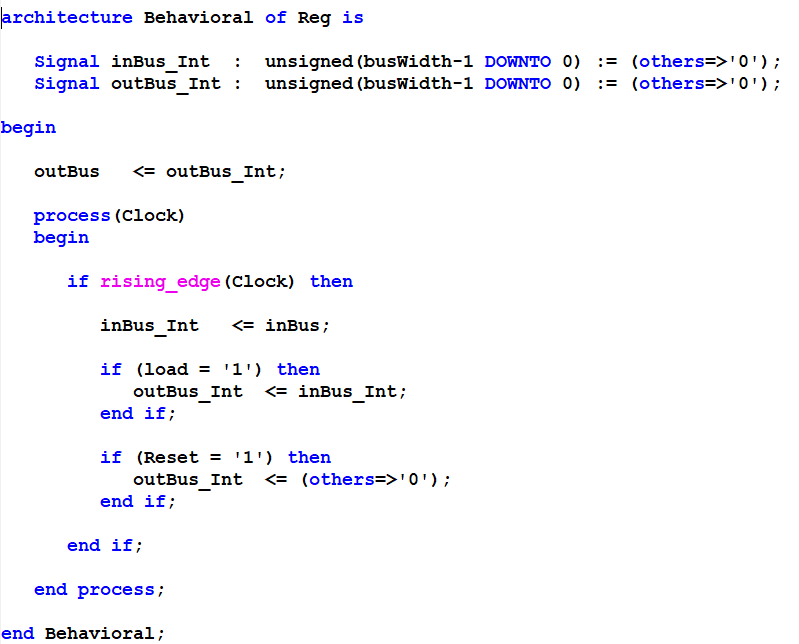 architecture Behavioral of Reg is
Signal inBus_Int : unsigned(busWidth-1 DOWNTO 0) := (others=>'0');
Signal outBus_Int : unsigned(busWidth-1 DOWNTO 0) := (others=>'0');
begin
outBus <= outBus_Int;
process(Clock)
begin
if rising_edge(Clock) then
inBus_Int <= inBus;
if (load = '1') then
outBus_Int <= inBus_Int;
end if;
if (Reset = '1') then
outBus_Int <= (others=>'0');
end if;
end if;
end process;
end Behavioral;